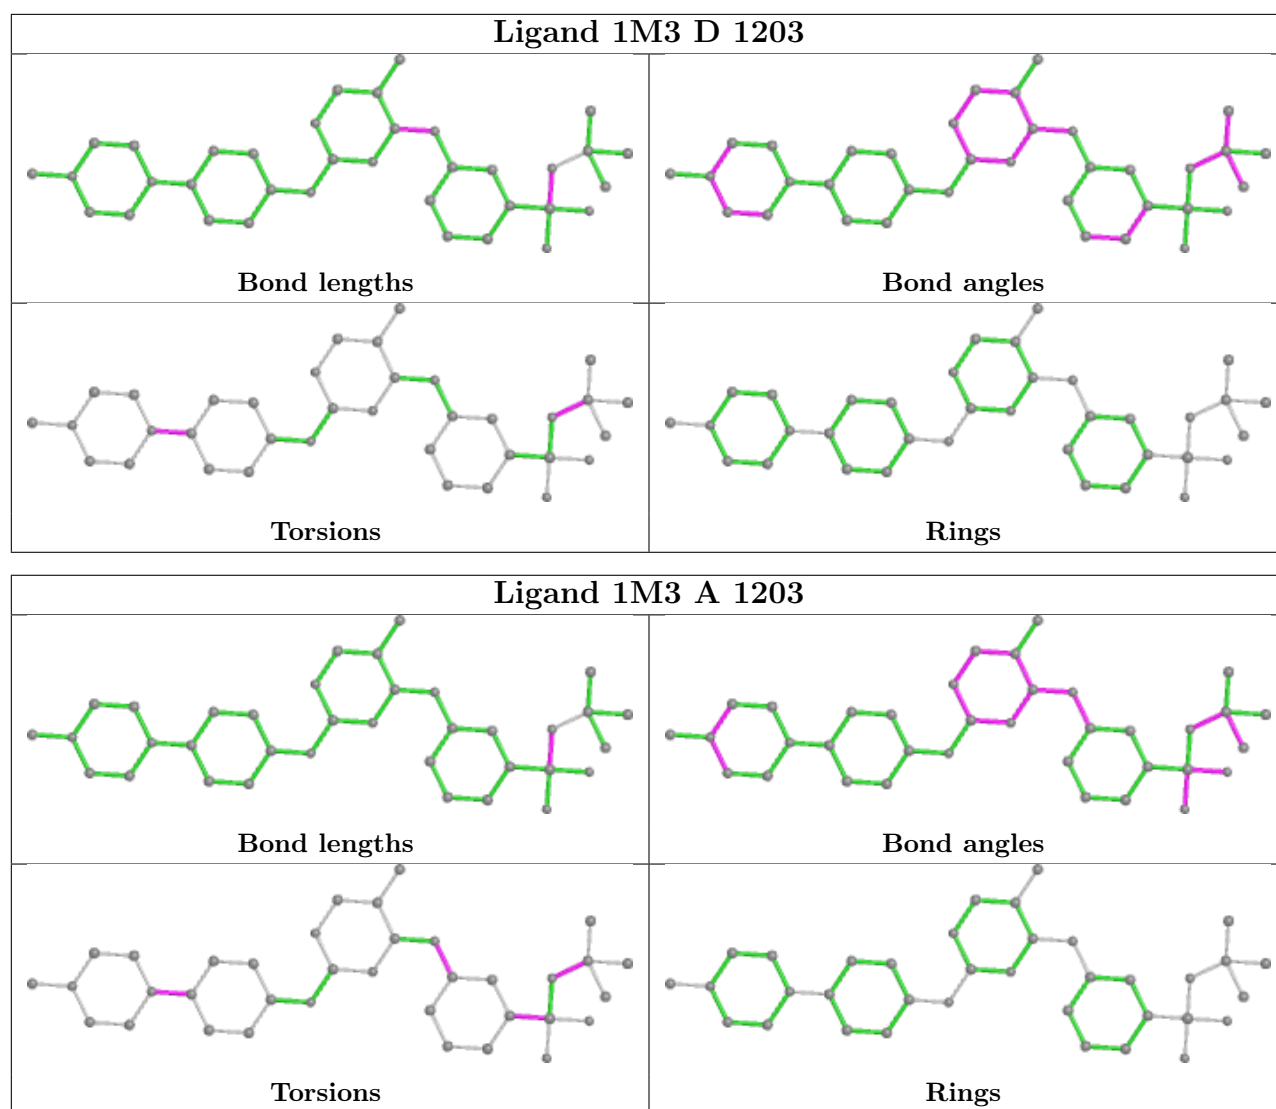 Ligand 1M3 D 1203
Bond lengths
Bond angles
Torsions
Rings
Ligand 1M3 A 1203
Bond lengths
Bond angles
Torsions
Rings